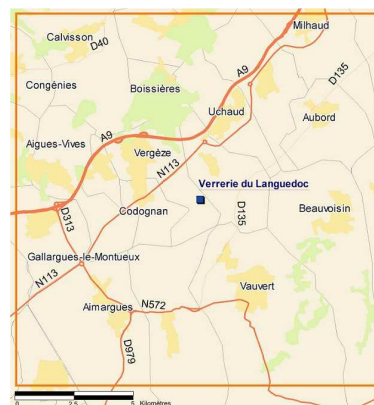 Milhaud
Calvisson
D40
A9
D135
Congénies
Boissières
Uchaud
Aubord
Aigues-Vives
A9
Vergèze
N113
Verrerie du Languedoc
D313
Codognan
D135
Beauvoisin
Gallargues-le-Montueux
N113
Vauvert
Aimargues
N572
D979
0 2.5 5
Kilomètres